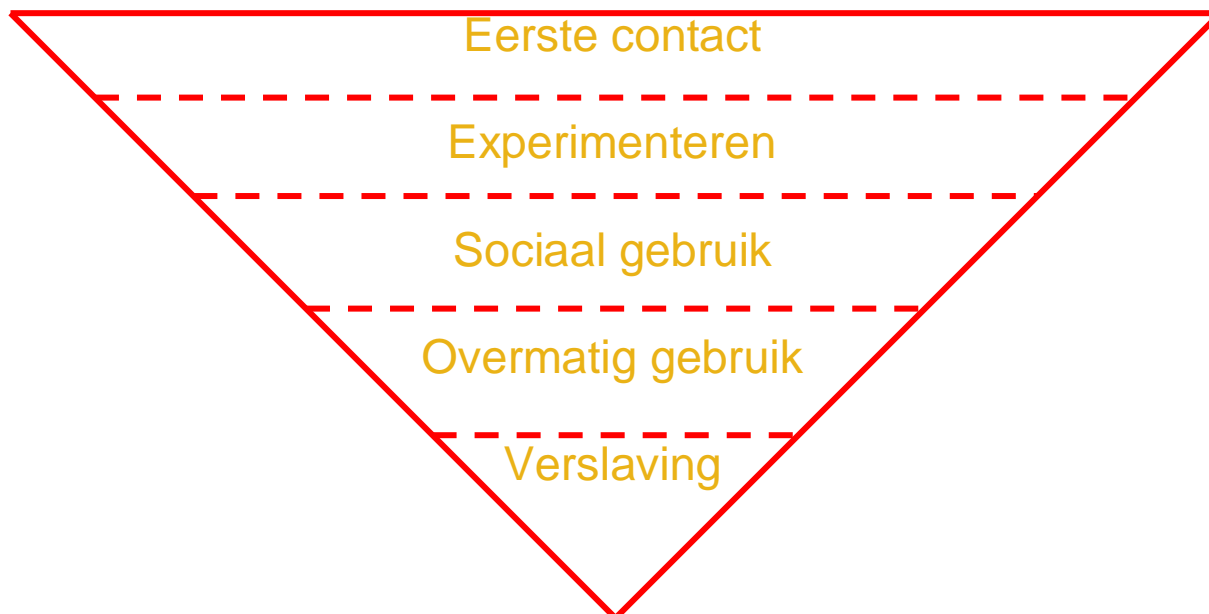 Eerste contact
Experimenteren
Sociaal gebruik
Overmatig gebruik
Verslaving